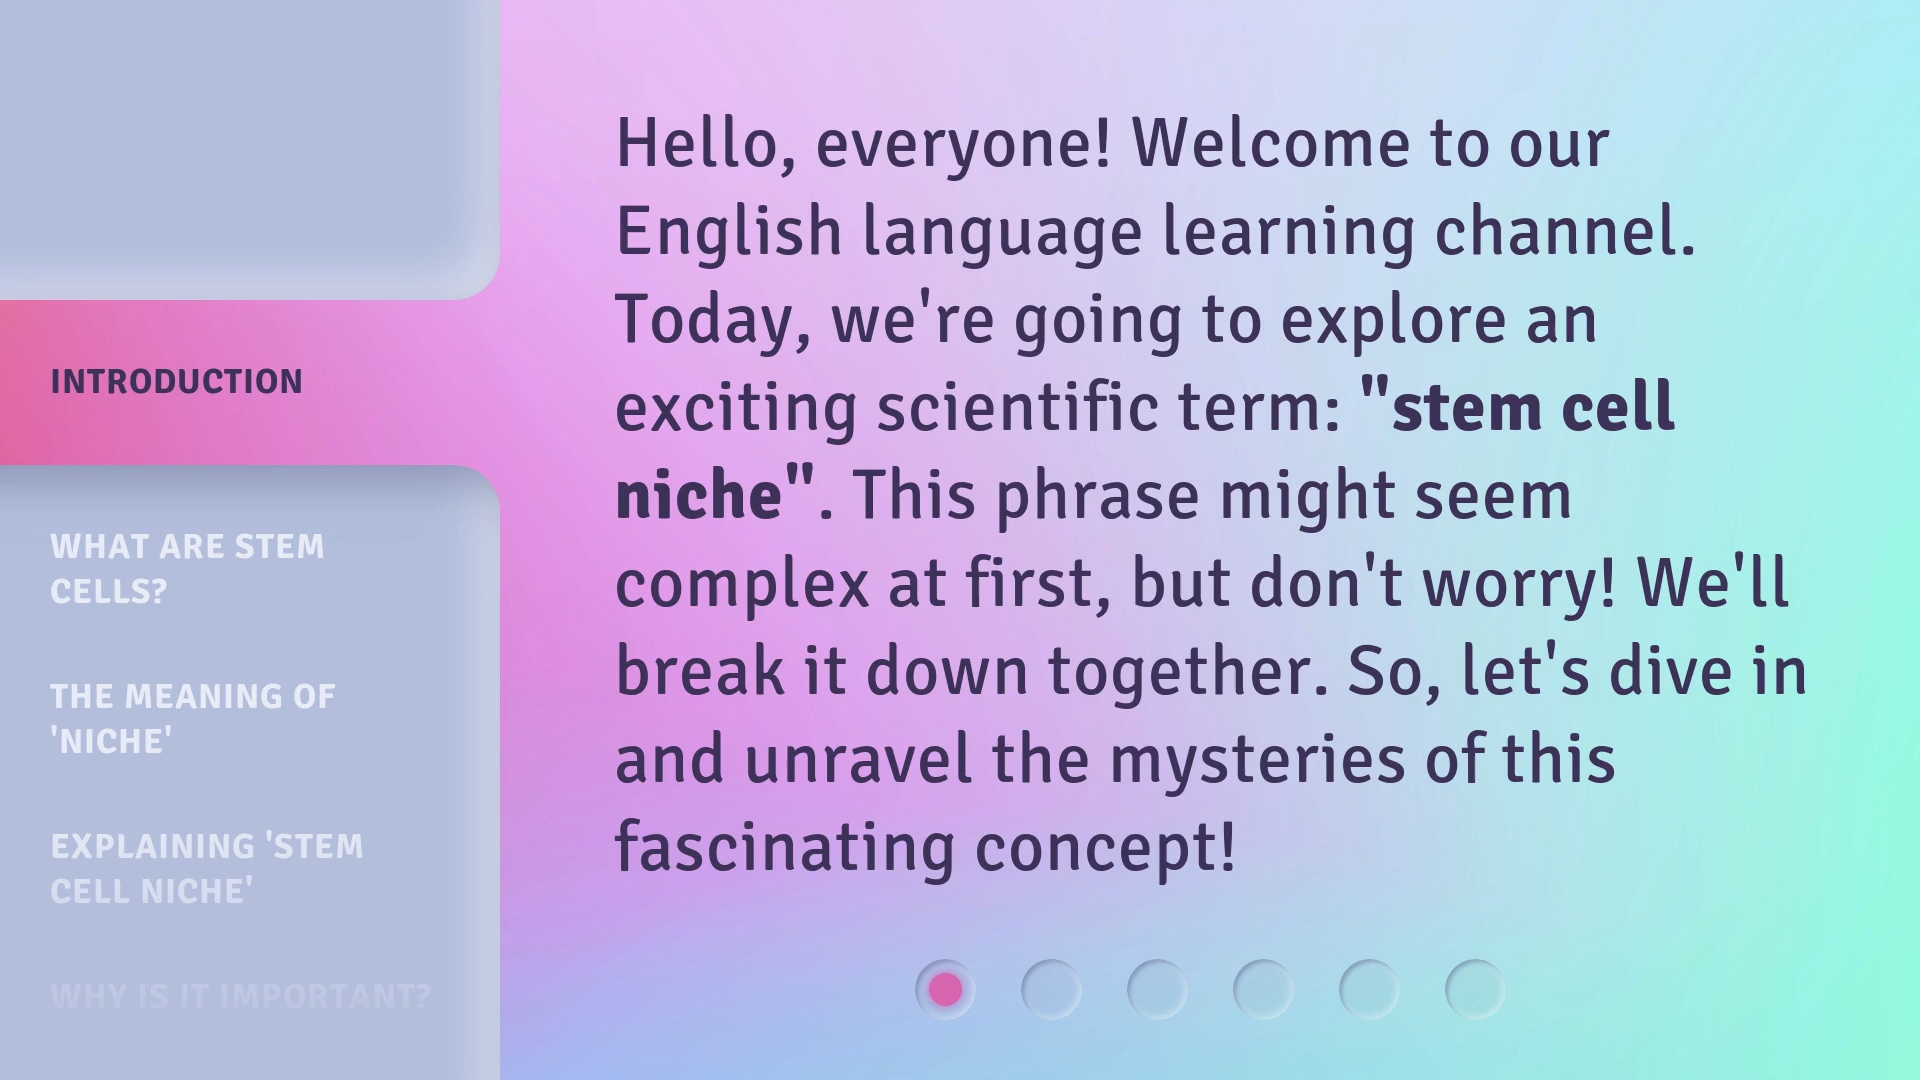 INTRODUCTION
WHAT ARE STEM
CELLS?
THE MEANING OF
'NICHE'
EXPLAINING 'STEM
CELL NICHE'
WHY IS IT IMPORTANT?
Hello, everyone! Welcome to our
English language learning channel.
Today, we're going to explore an
exciting scientific term: "stem cell
niche". This phrase might seem
complex at first, but don't worry! We'll
break it down together. So, let's dive in
and unravel the mysteries of this
fascinating concept!